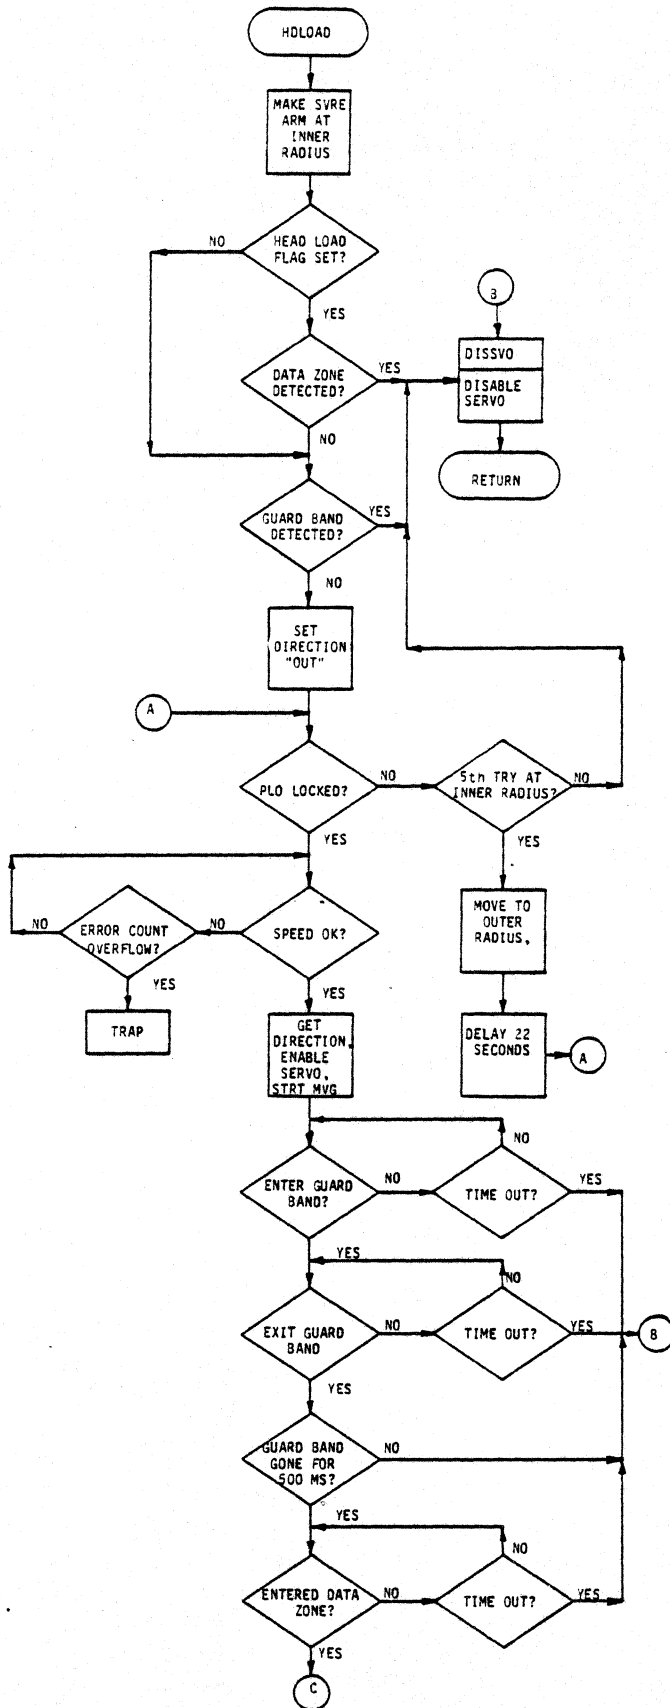 HDLOAD
MAKE SVRE
ARM AT
INNER
RADIUS
NO
HEAD LOAD
FLAG SET?
YES
B
DATA ZONE
DETECTED?
YES
NO
DISSVO
DISABLE
SERVO
RETURN
GUARD BAND
DETECTED?
YES
NO
SET
DIRECTION
"OUT"
A
PLO LOCKED?
NO
YES
5th TRY AT
INNER RADIUS?
NO
YES
NO
ERROR COUNT
OVERFLOW?
YES
NO
SPEED OK?
YES
MOVE TO
OUTER
RADIUS,
TRAP
GET
DIRECTION,
ENABLE
SERVO,
STRT MVG
DELAY 22
SECONDS
A
NO
ENTER GUARD
BAND?
NO
TIME OUT?
YES
YES
NO
EXIT GUARD
BAND
NO
TIME OUT?
YES
B
YES
GUARD BAND
GONE FOR
500 MS?
NO
YES
NO
ENTERED DATA
ZONE?
NO
TIME OUT?
YES
YES
C